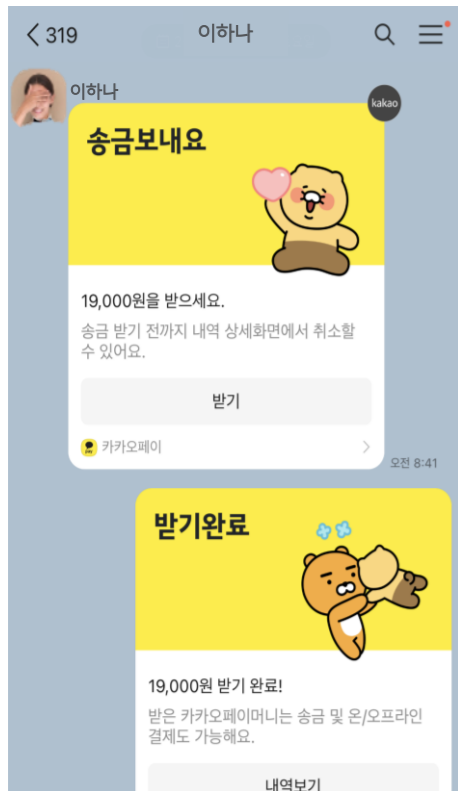 319
이하나
이하나
kakao
송금보내요
19,000원을 받으세요.
송금 받기 전까지 내역 상세화면에서 취소할
수 있어요.
받기
pay
카카오페이
오전 8:41
받기완료
19,000원 받기 완료!
받은 카카오페이머니는 송금 및 온/오프라인
결제도 가능해요.
내역보기